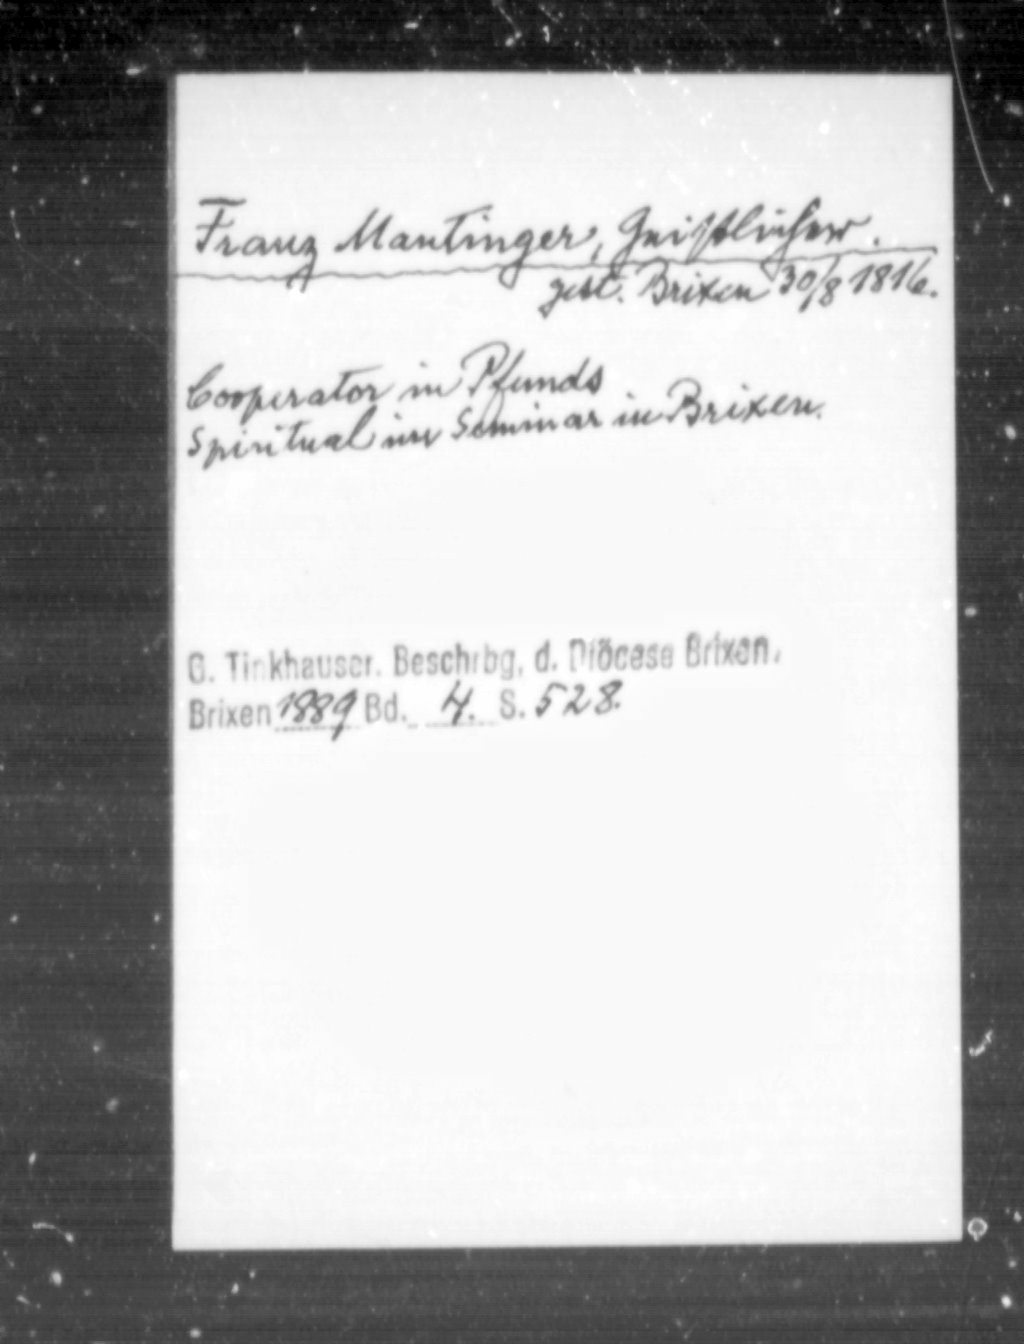 Franz Mantinger, Geistlicher.
gest. Brixen 30/8 1816.
Cooperator in Pfunds
Spiritual im Seminar in Brixen.
G. Tinkhauser. Beschrbg. d. Diöcese Brixen.
Brixen 1889 Bd. 4. S. 528.